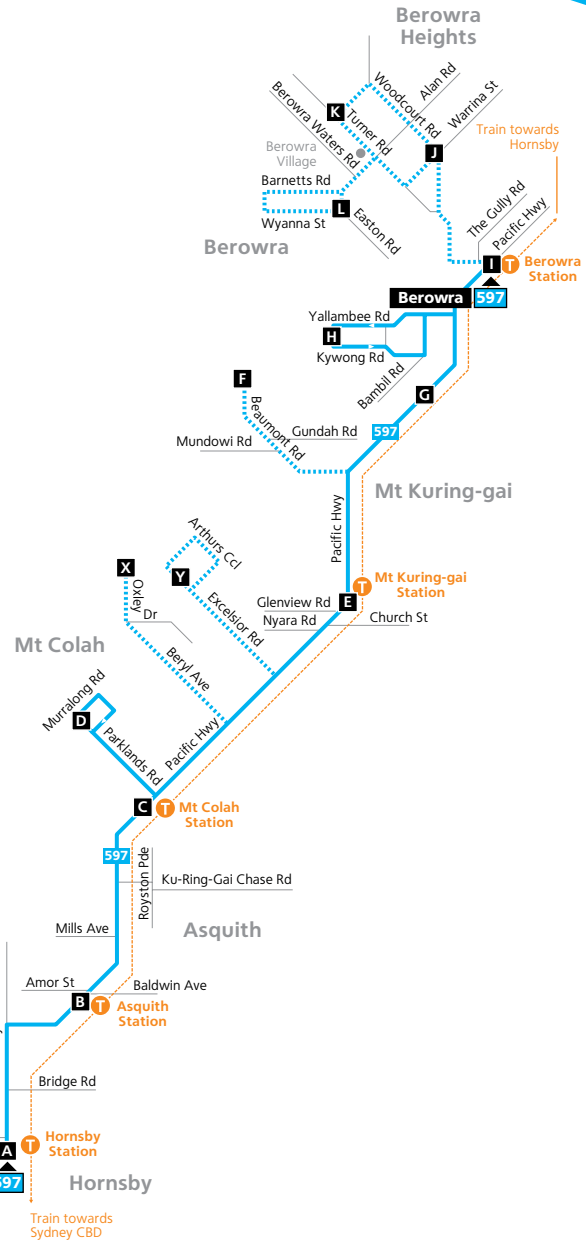 Berowra
Heights
Woodcourt Rd
Alan Rd
Warrina St
K
Turner Rd
Berowra Waters Rd
Berowra
Village
J
Train towards
Hornsby
Barnetts Rd
L
Wyanna St
Easton Rd
Berowra
The Gully Rd
Pacific Hwy
I
T
Berowra
Station
Berowra
597
Yallambee Rd
H
Kywong Rd
Bambil Rd
F
Beaumont Rd
G
Gundah Rd
597
Mundowi Rd
Mt Kuring-gai
Pacific Hwy
Arthurs Ccl
X
Y
Oxley
Dr
Excelsior Rd
T
Mt Kuring-gai
Station
Glenview Rd
E
Nyara Rd
Church St
Mt Colah
Beryl Ave
Murralong Rd
D
Parklands Rd
Pacific Hwy
C
T
Mt Colah
Station
597
Royston Pde
Ku-Ring-Gai Chase Rd
Mills Ave
Asquith
Amor St
Baldwin Ave
B
T
Asquith
Station
Bridge Rd
A
T
Hornsby
Station
597
Hornsby
Train towards
Sydney CBD